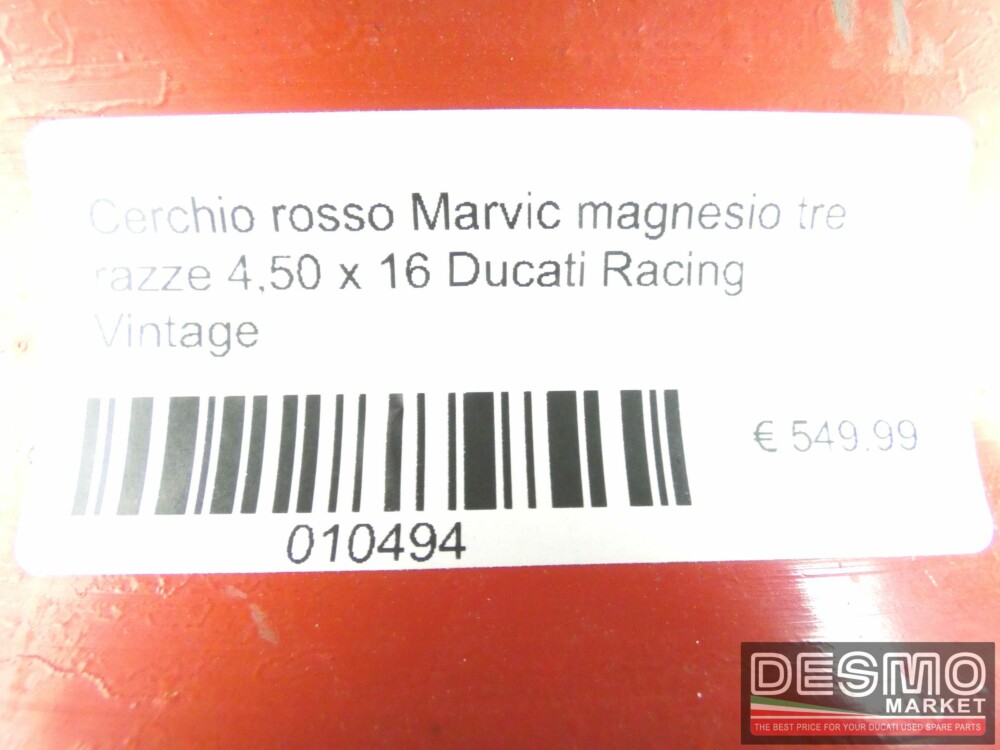 Cerchio rosso Marvic magnesio tre
razze 4,50 x 16 Ducati Racing
Vintage
€ 549.99
010494
DESMO
MARKET
THE BEST PRICE FOR YOUR DUCATI USED SPARE PARTS